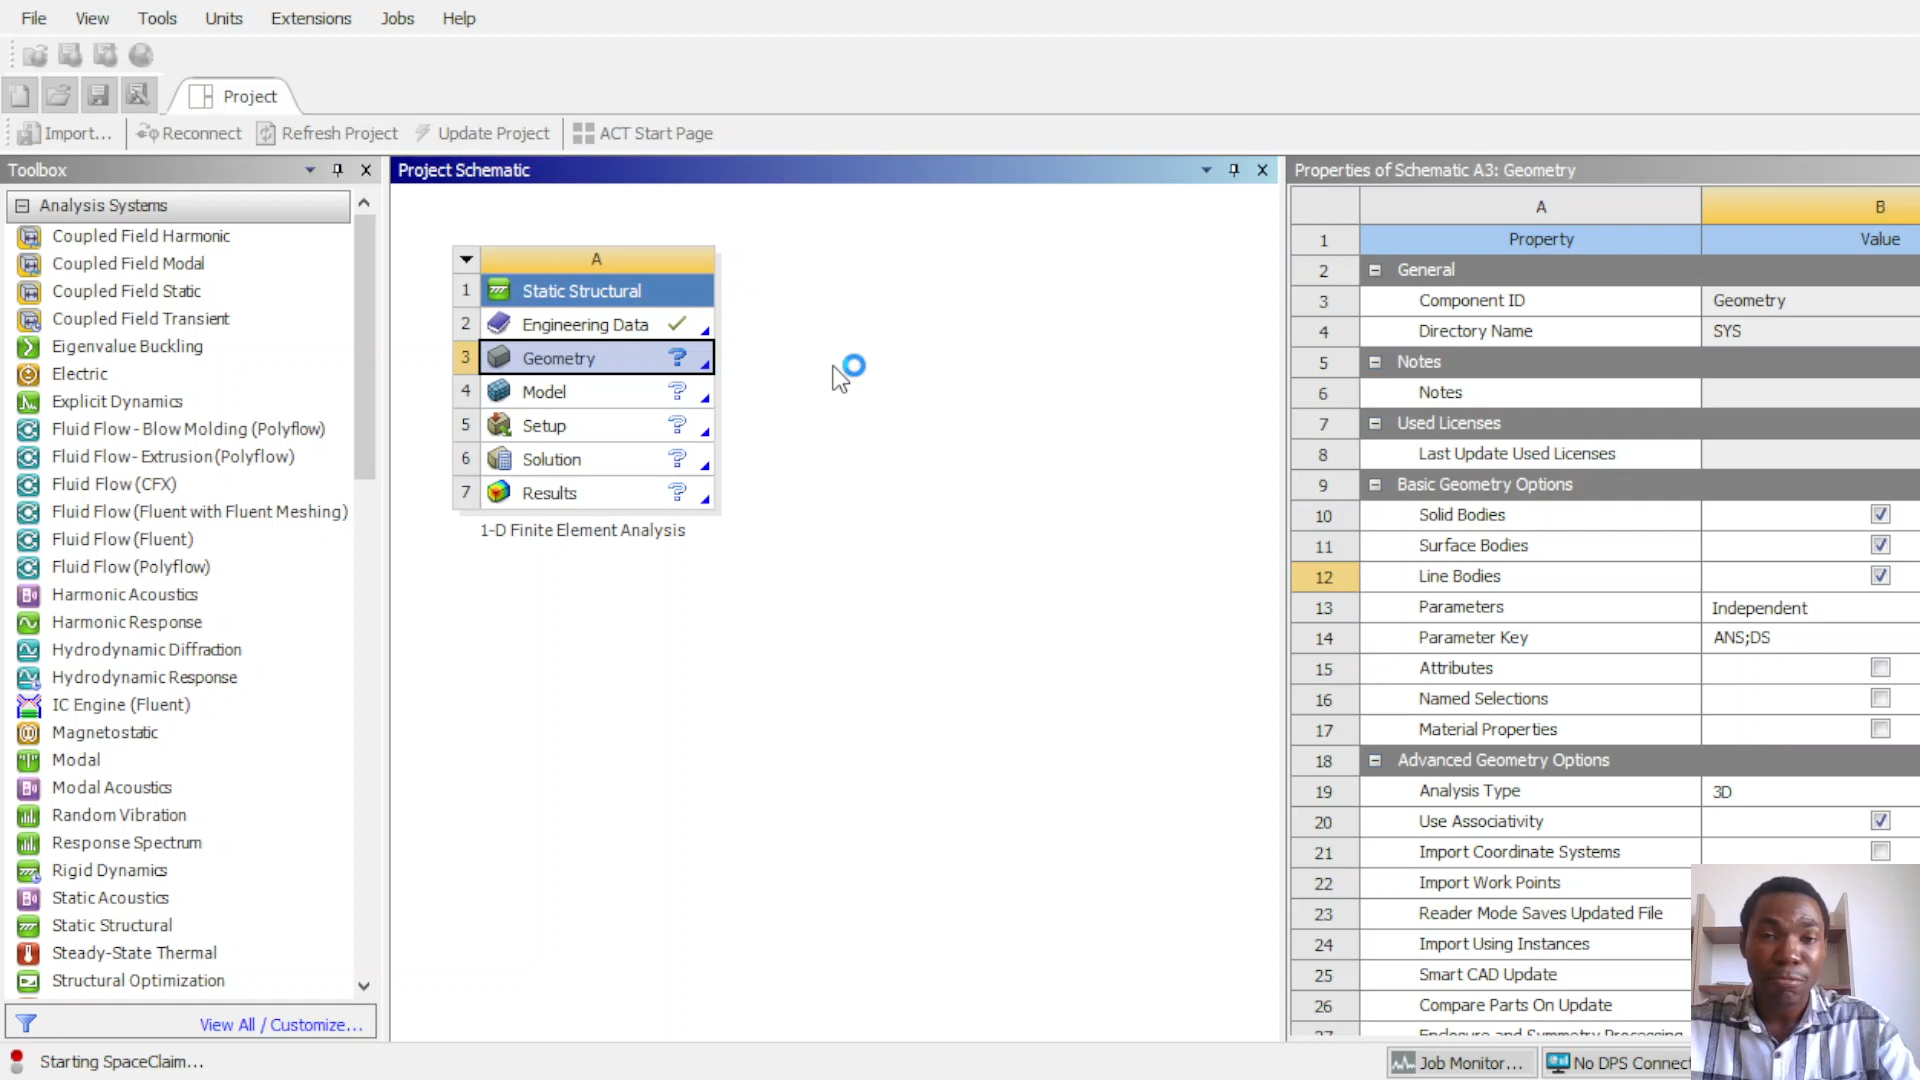 File View Tools Units Extensions Jobs Help
Project
Import... Reconnect Refresh Project Update Project ACT Start Page
Toolbox
Analysis Systems
Coupled Field Harmonic
Coupled Field Modal
Coupled Field Static
Coupled Field Transient
Eigenvalue Buckling
Electric
Explicit Dynamics
Fluid Flow - Blow Molding (Polyflow)
Fluid Flow- Extrusion (Polyflow)
Fluid Flow (CFX)
Fluid Flow (Fluent with Fluent Meshing)
Fluid Flow (Fluent)
Fluid Flow (Polyflow)
Harmonic Acoustics
Harmonic Response
Hydrodynamic Diffraction
Hydrodynamic Response
IC Engine (Fluent)
Magnetostatic
Modal
Modal Acoustics
Random Vibration
Response Spectrum
Rigid Dynamics
Static Acoustics
Static Structural
Steady-State Thermal
Structural Optimization
View All / Customize...
Project Schematic
A
1 Static Structural
2 Engineering Data
3 Geometry ?
4 Model ?
5 Setup ?
6 Solution ?
7 Results ?
1-D Finite Element Analysis
Properties of Schematic A3: Geometry
A B
1 Property Value
2 General
3 Component ID Geometry
4 Directory Name SYS
5 Notes
6 Notes
7 Used Licenses
8 Last Update Used Licenses
9 Basic Geometry Options
10 Solid Bodies
11 Surface Bodies
12 Line Bodies
13 Parameters Independent
14 Parameter Key ANS;DS
15 Attributes
16 Named Selections
17 Material Properties
18 Advanced Geometry Options
19 Analysis Type 3D
20 Use Associativity
21 Import Coordinate Systems
22 Import Work Points
23 Reader Mode Saves Updated File
24 Import Using Instances
25 Smart CAD Update
26 Compare Parts On Update
27 Enclosure and Symmetry Processing
Starting SpaceClaim... Job Monitor... No DPS Connect